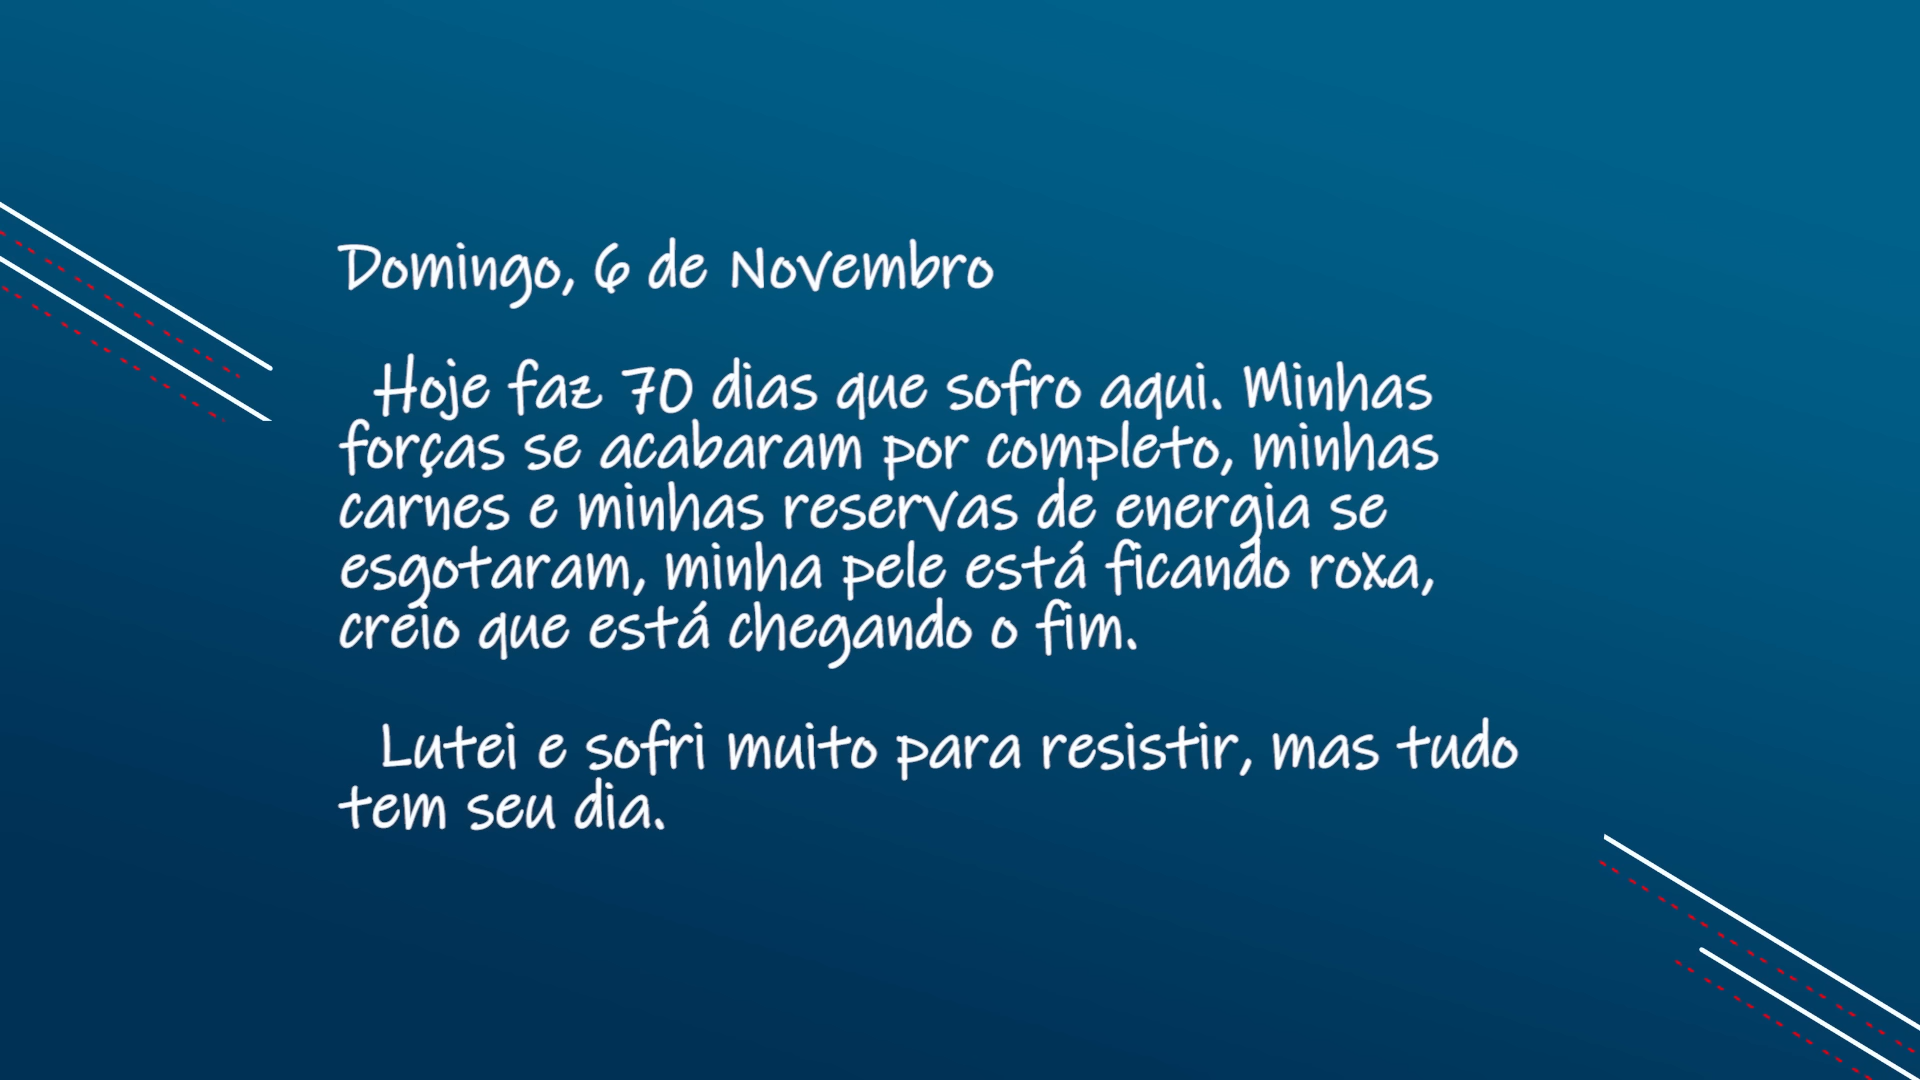 Domingo, 6 de Novembro
Hoje faz 70 dias que sofro aqui. Minhas
forças se acabaram por completo, minhas
carnes e minhas reservas de energia se
esgotaram, minha pele está ficando roxa,
creio que está chegando o fim.
Lutei e sofri muito para resistir, mas tudo
tem seu dia.